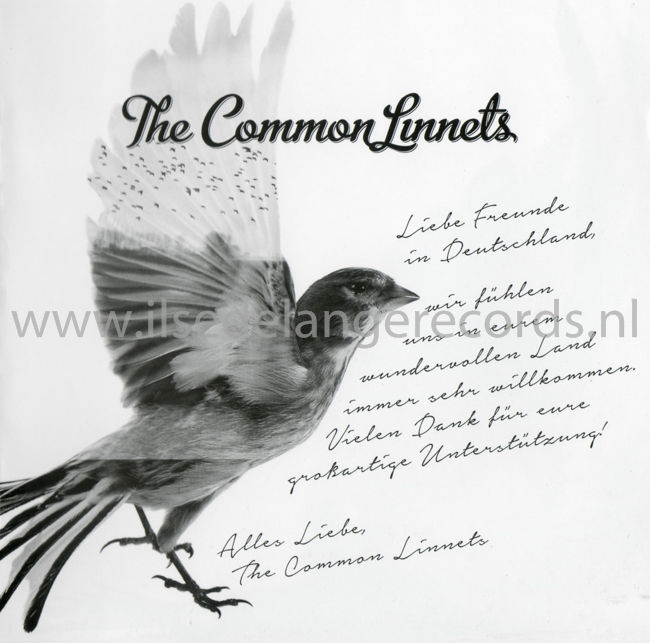 The Common Linnets
Liebe Freunde
in Deutschland,
wir fühlen
www.ilsedelangerecords.nl
uns in eurem
wundervollen Land
immer sehr willkommen.
Vielen Dank für eure
großartige Unterstützung!
Alles Liebe,
The Common Linnets